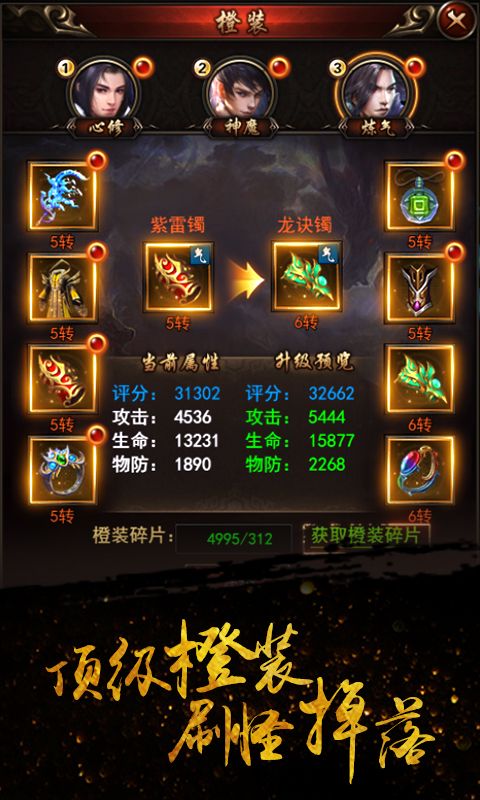 橙装
1 2 3
心修 神魔 炼气
5转 5转
紫雷镯 龙诀镯
气 气
5转 6转
5转 5转
当前属性 升级预览
评分： 31302 评分： 32662
攻击： 4536 攻击： 5444
生命： 13231 生命： 15877
物防： 1890 物防： 2268
5转 6转
5转 6转
橙装碎片： 4995/312 获取橙装碎片
顶级橙装
刷怪掉落